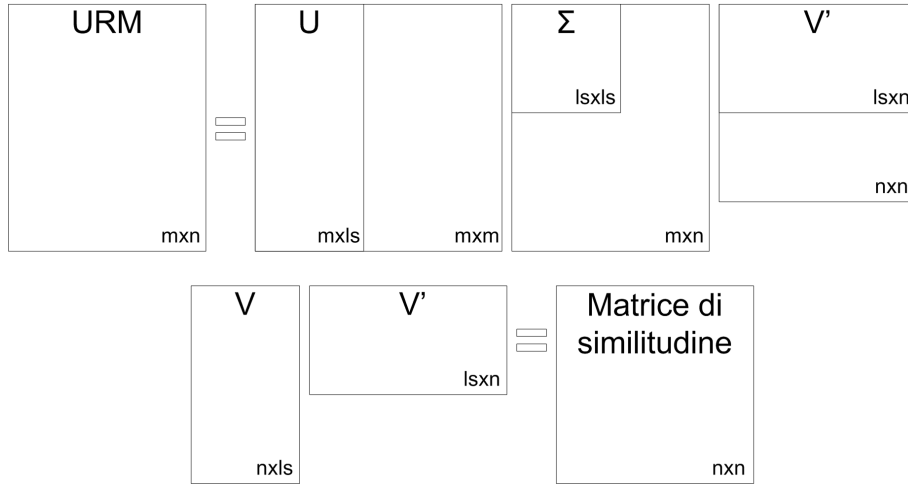 URM
U
Σ
V’
lsxls
lsxn
nxn
mxn
mxls
mxm
mxn
V
V’
Matrice di
similitudine
lsxn
nxls
nxn